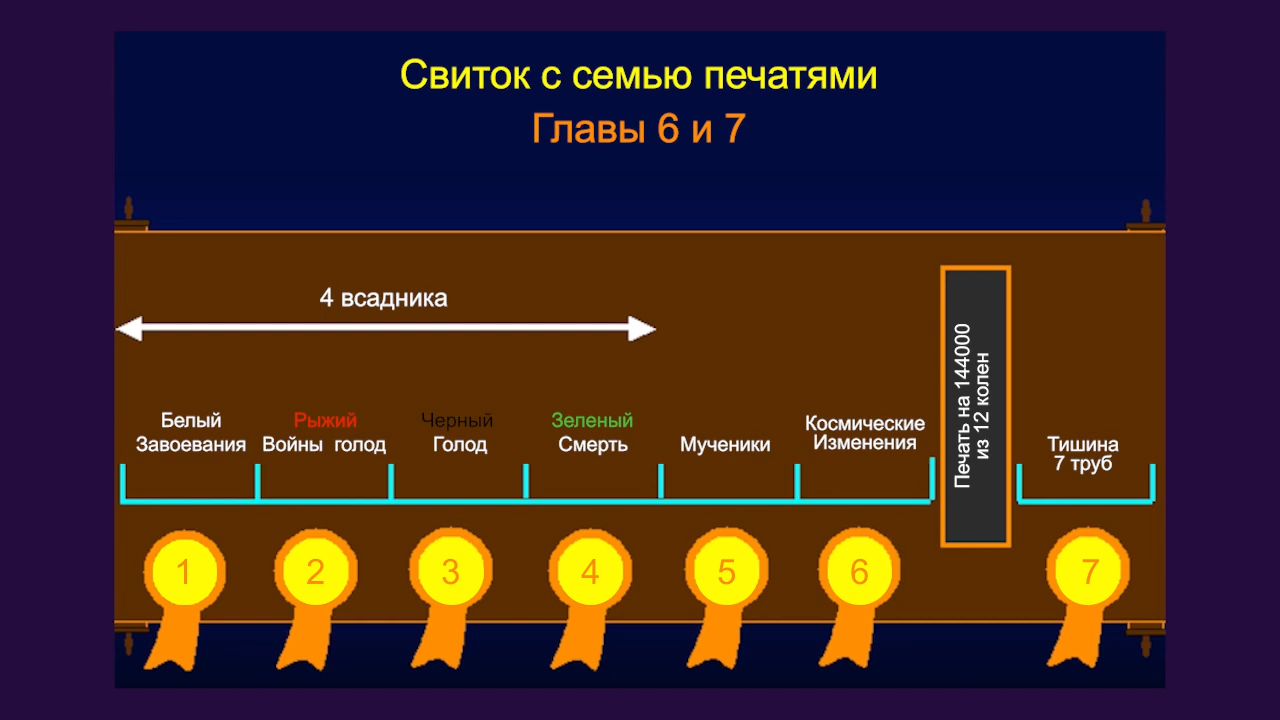 Свиток с семью печатями
Главы 6 и 7
4 всадника
Белый
Завоевания
Рыжий
Войны голод
Черный
Голод
Зеленый
Смерть
Мученики
Космические
Изменения
Печать на 144000
из 12 колен
Тишина
7 труб
1
2
3
4
5
6
7